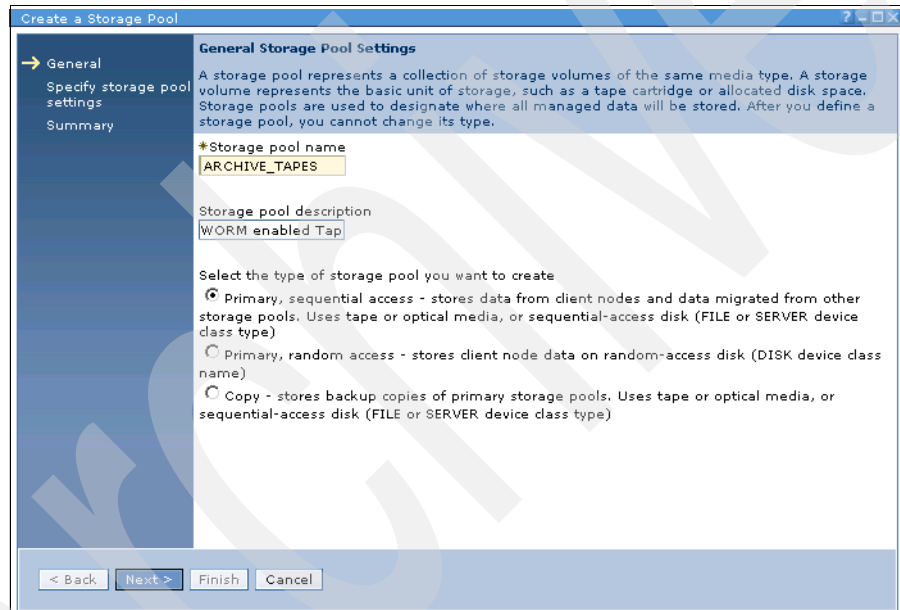 Create a Storage Pool
? – □ ×
General
Specify storage pool
settings
Summary
General Storage Pool Settings
A storage pool represents a collection of storage volumes of the same media type. A storage
volume represents the basic unit of storage, such as a tape cartridge or allocated disk space.
Storage pools are used to designate where all managed data will be stored. After you define a
storage pool, you cannot change its type.
*Storage pool name
ARCHIVE_TAPES
Storage pool description
WORM enabled Tap
Select the type of storage pool you want to create
Primary, sequential access - stores data from client nodes and data migrated from other
storage pools. Uses tape or optical media, or sequential-access disk (FILE or SERVER device
class type)
Primary, random access - stores client node data on random-access disk (DISK device class
name)
Copy - stores backup copies of primary storage pools. Uses tape or optical media, or
sequential-access disk (FILE or SERVER device class type)
< Back Next > Finish Cancel